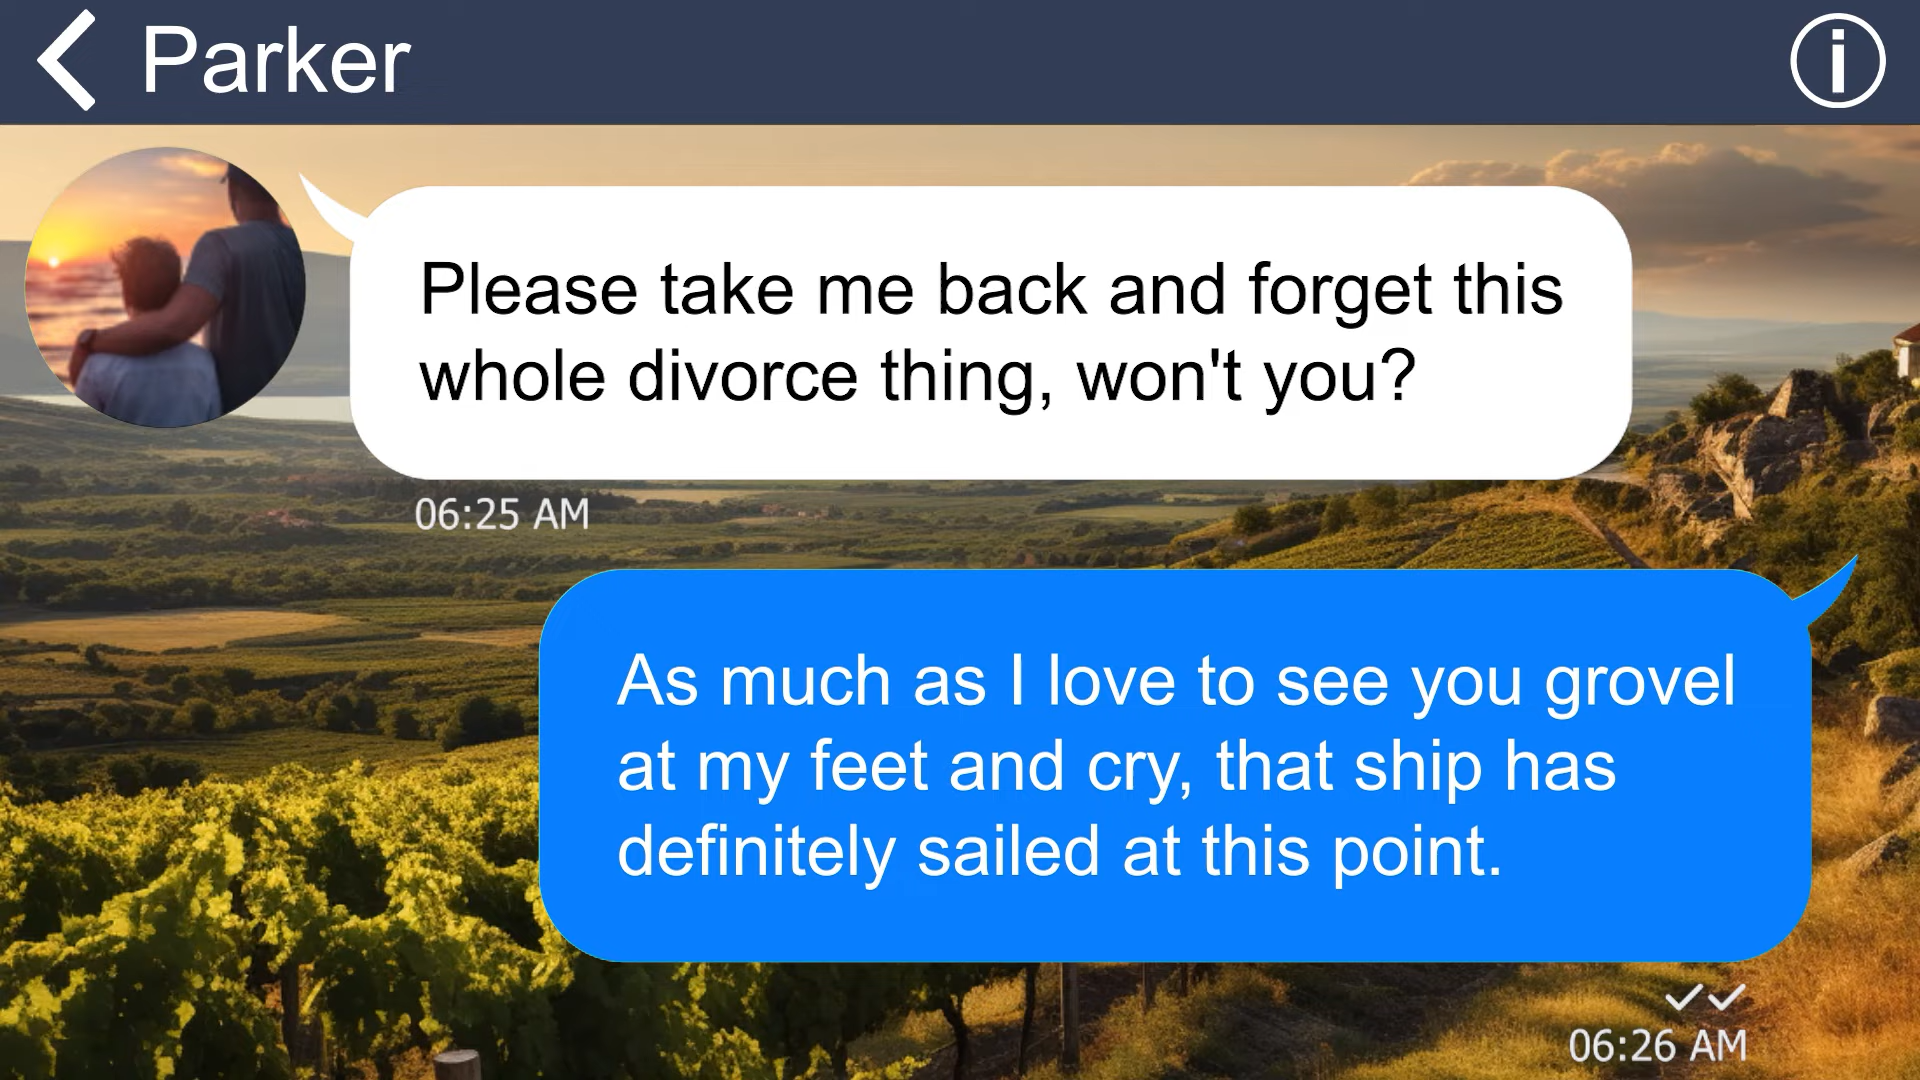 Parker
Please take me back and forget this
whole divorce thing, won't you?
06:25 AM
As much as I love to see you grovel
at my feet and cry, that ship has
definitely sailed at this point.
06:26 AM